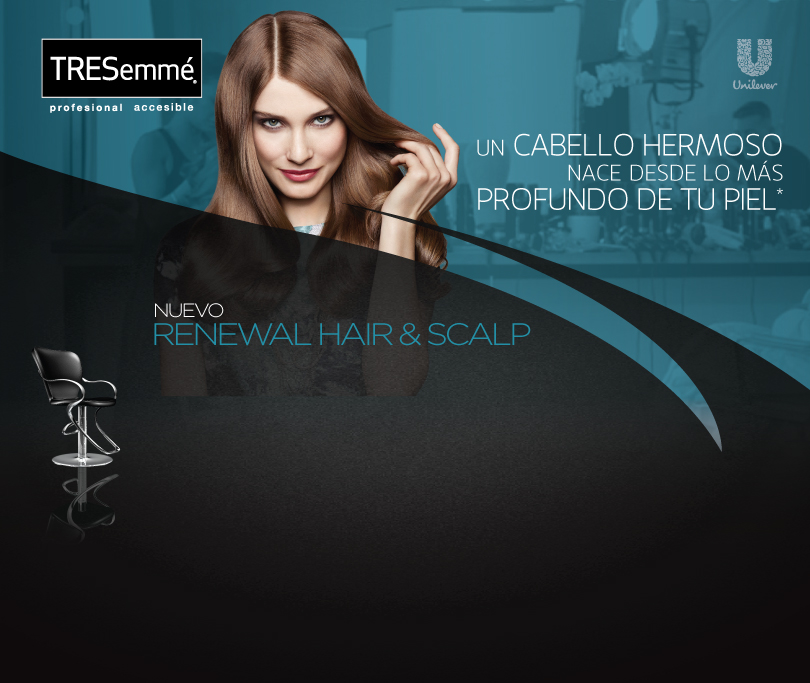 TRESemmé®
profesional accesible
Unilever
UN CABELLO HERMOSO
NACE DESDE LO MÁS
PROFUNDO DE TU PIEL*
NUEVO
RENEWAL HAIR & SCALP